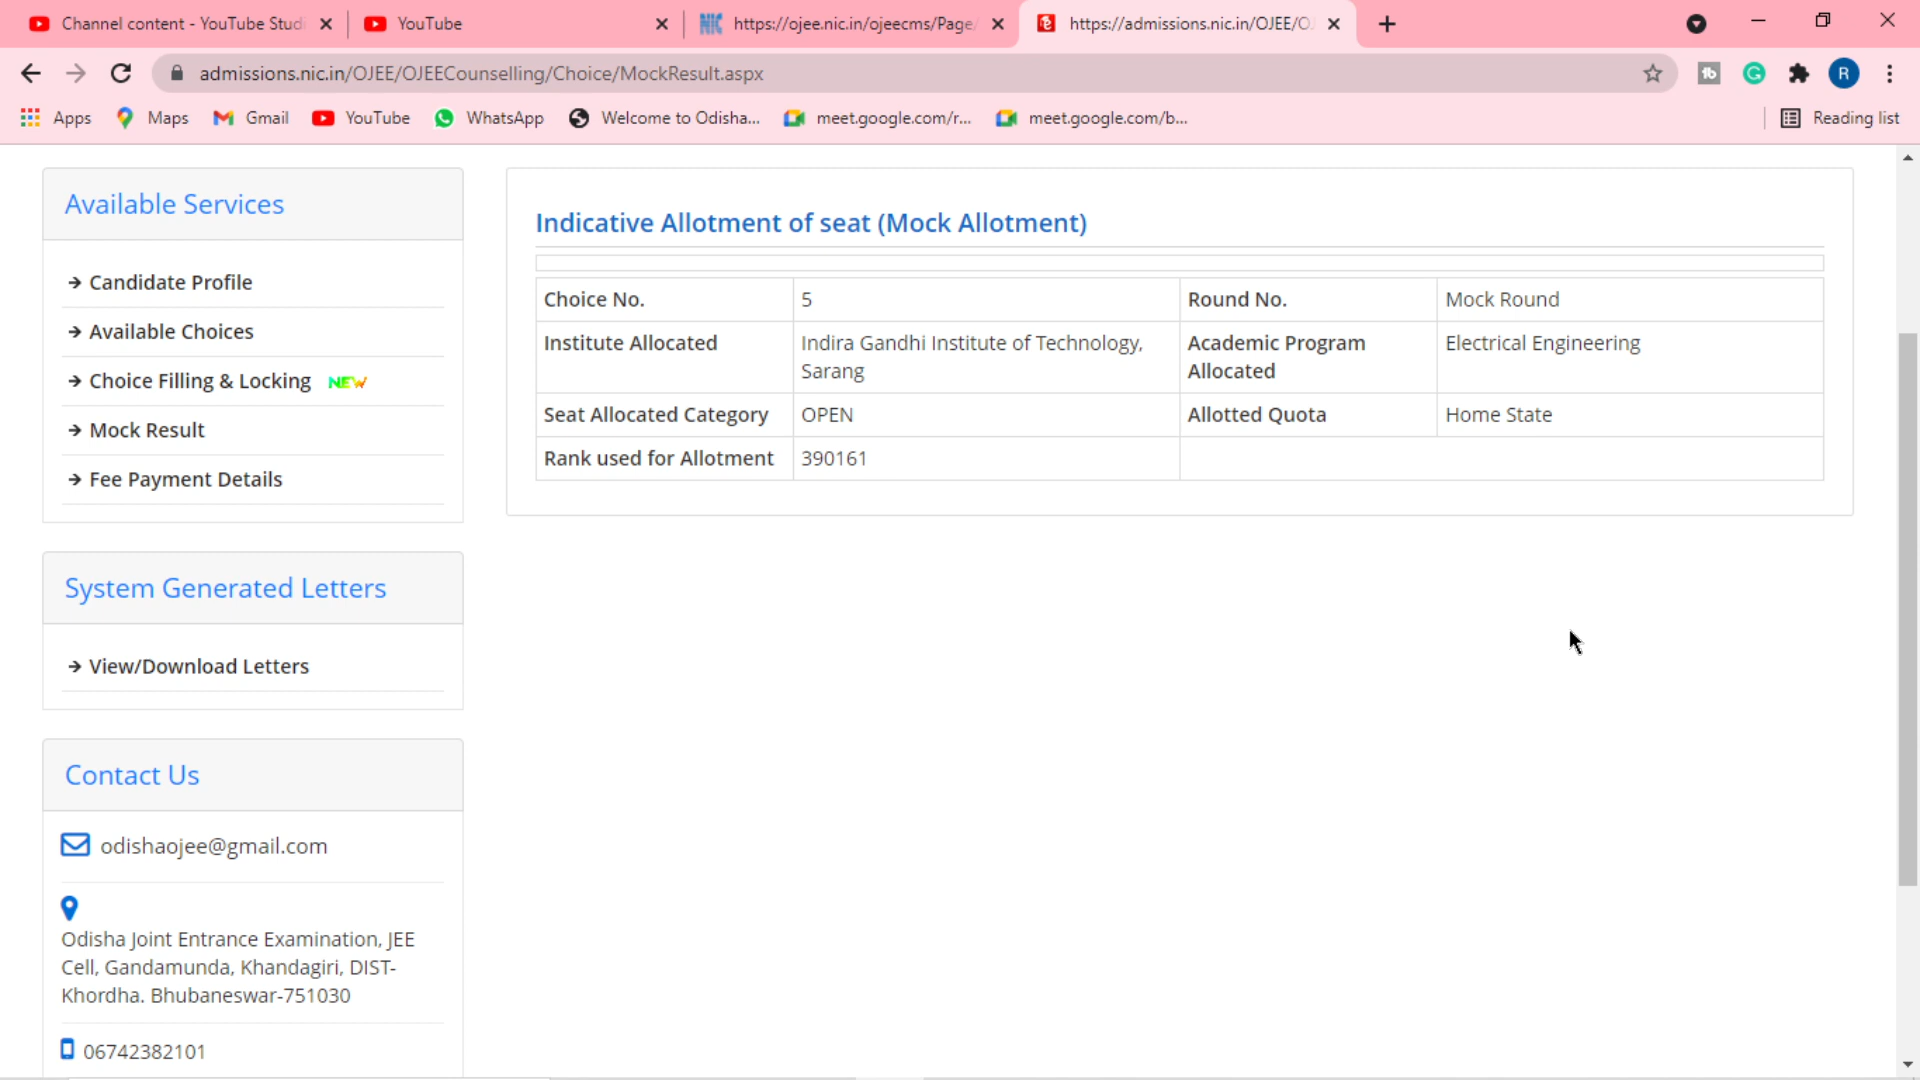 Channel content - YouTube Studi
YouTube
https://ojee.nic.in/ojeecms/Page/
https://admissions.nic.in/OJEE/O
admissions.nic.in/OJEE/OJEECounselling/Choice/MockResult.aspx
R
Apps
Maps
Gmail
YouTube
WhatsApp
Welcome to Odisha...
meet.google.com/r...
meet.google.com/b...
Reading list
Available Services
Candidate Profile
Available Choices
Choice Filling & Locking NEW
Mock Result
Fee Payment Details
System Generated Letters
View/Download Letters
Contact Us
odishaojee@gmail.com
Odisha Joint Entrance Examination, JEE
Cell, Gandamunda, Khandagiri, DIST-
Khordha. Bhubaneswar-751030
06742382101
Indicative Allotment of seat (Mock Allotment)
Choice No. 5 Round No. Mock Round
Institute Allocated Indira Gandhi Institute of Technology, Academic Program Electrical Engineering
Sarang Allocated
Seat Allocated Category OPEN Allotted Quota Home State
Rank used for Allotment 390161